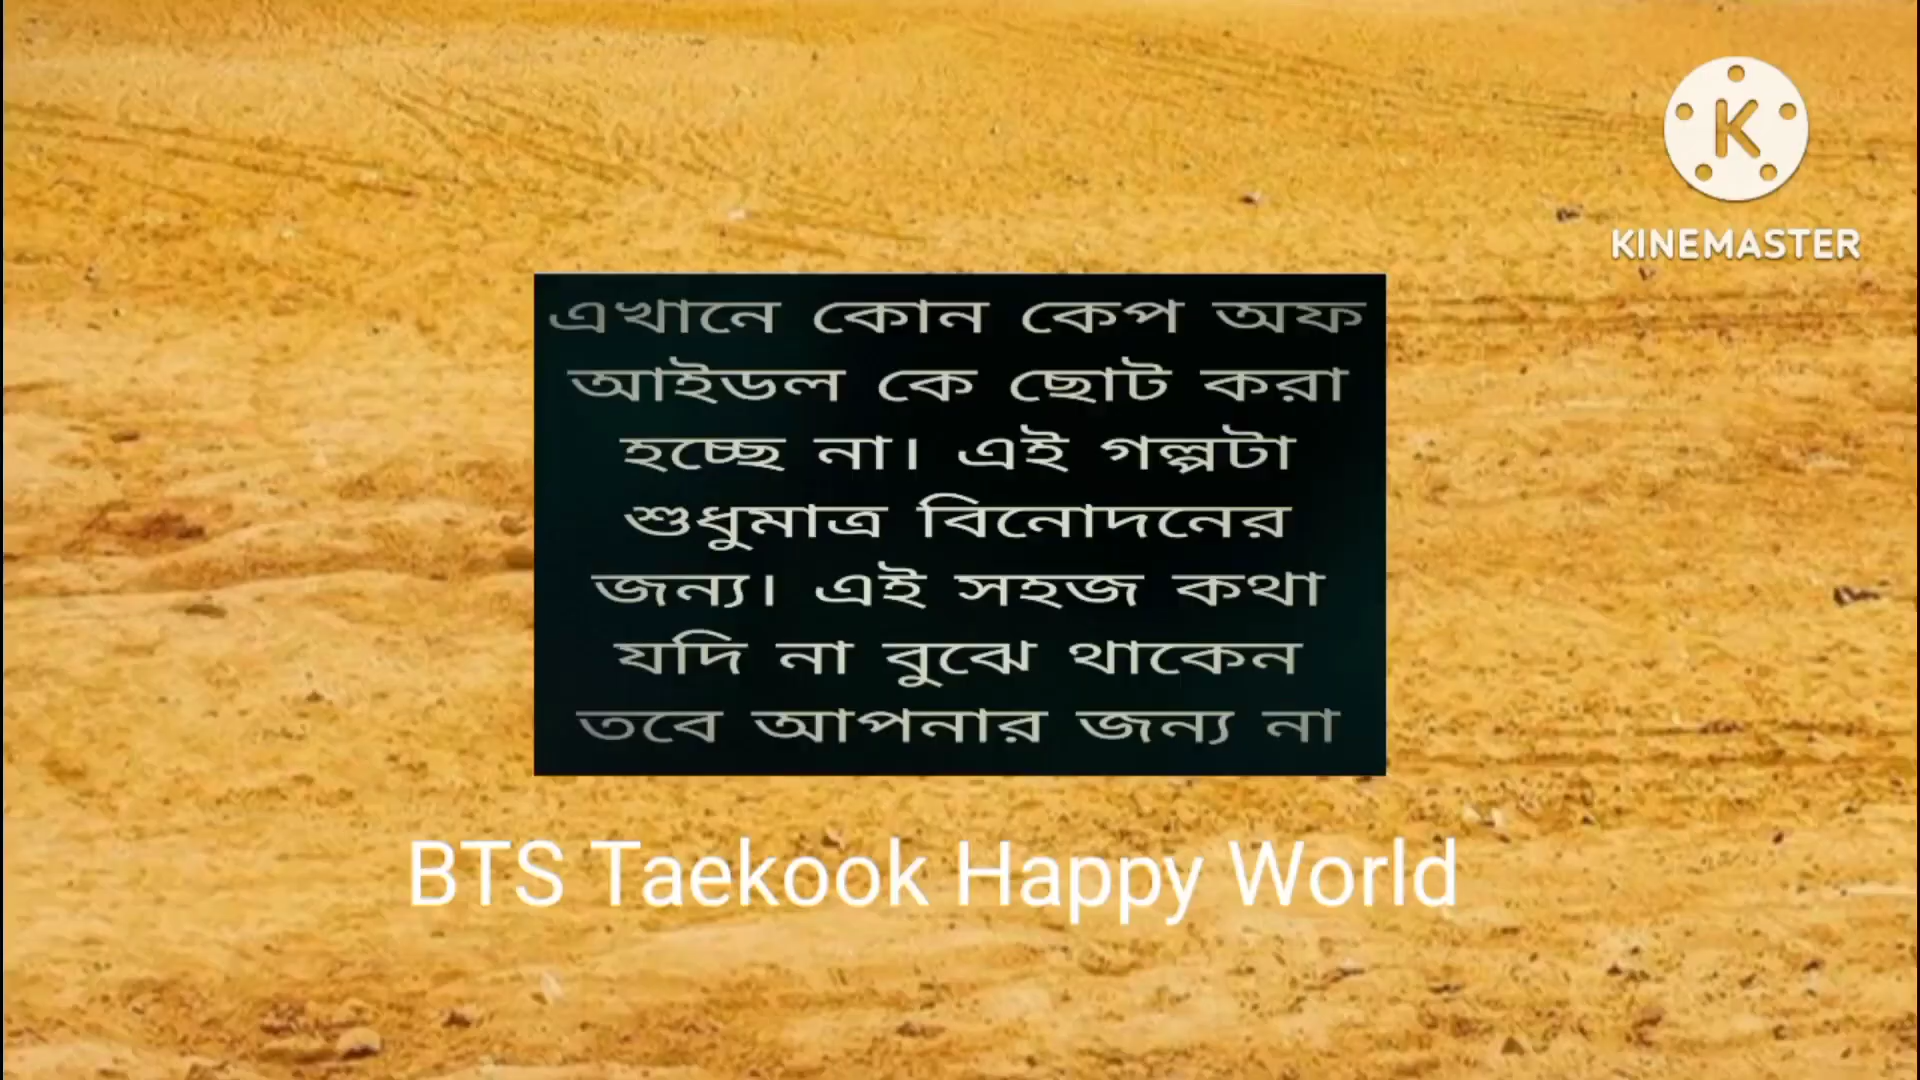 K
KINEMASTER
এখানে কোন কেপ অফ
আইডল কে ছোট করা
হচ্ছে না। এই গল্পটা
শুধুমাত্র বিনোদনের
জন্য। এই সহজ কথা
যদি না বুঝে থাকেন
তবে আপনার জন্য না
BTS Taekook Happy World